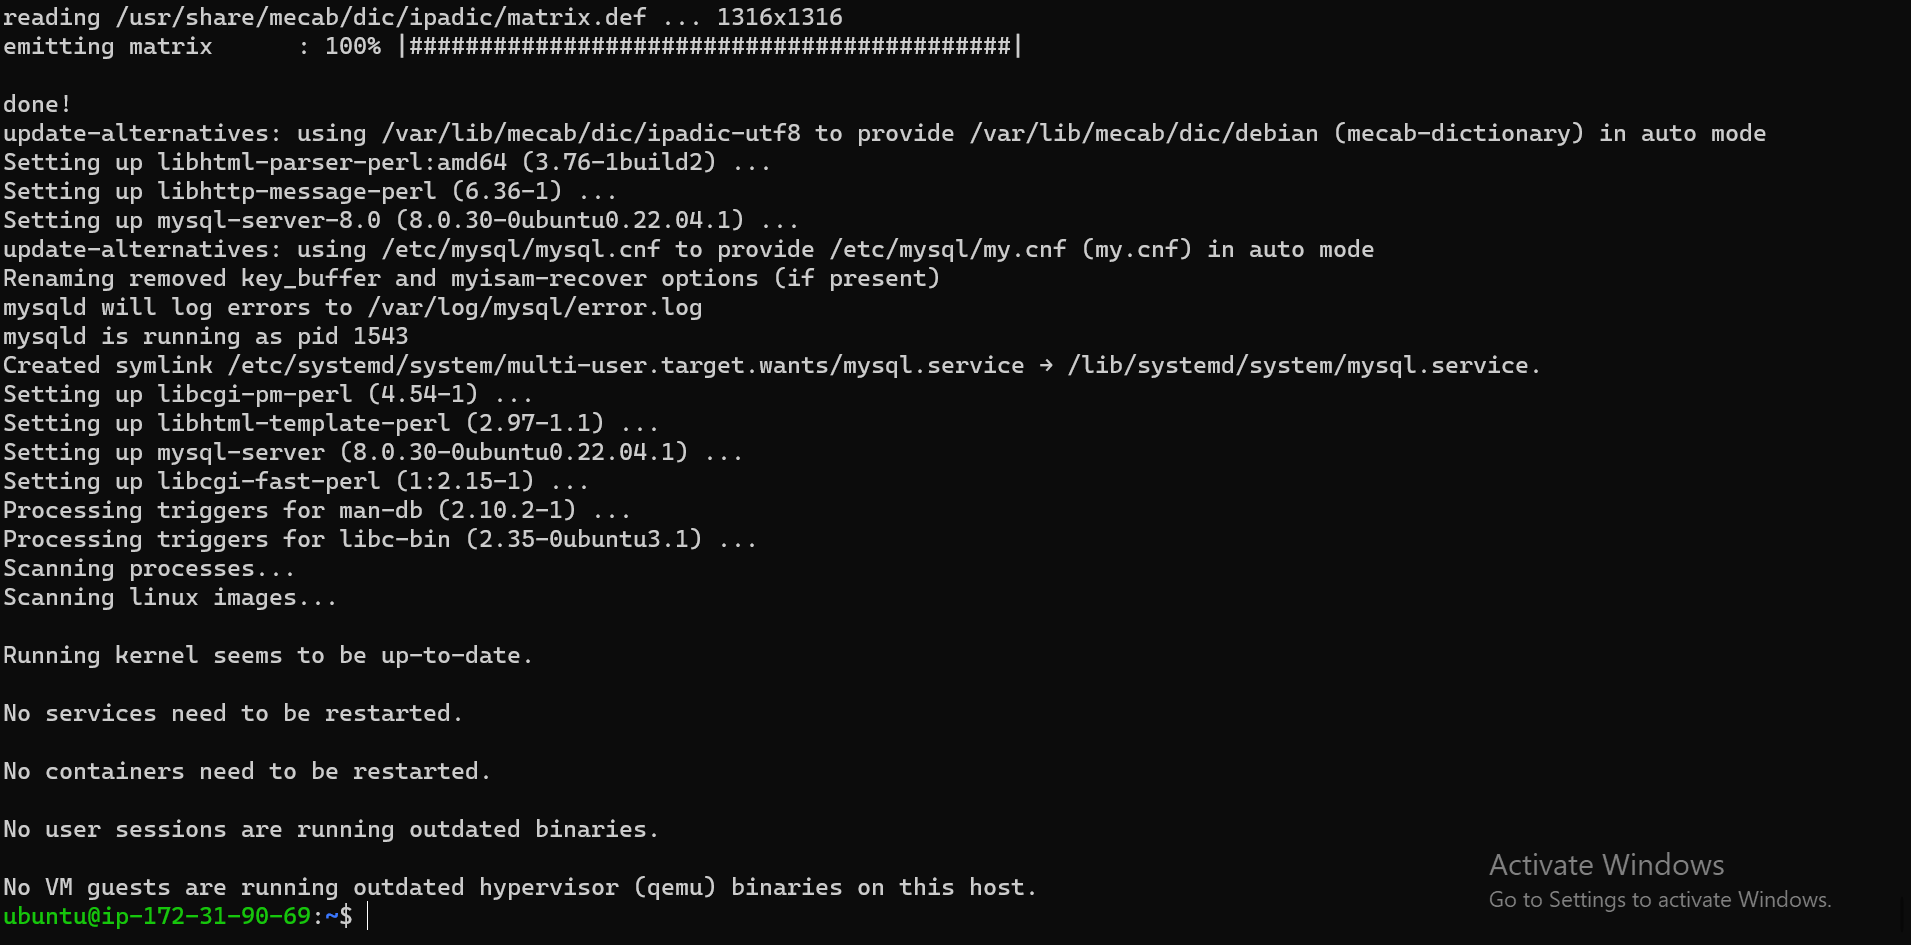 reading /usr/share/mecab/dic/ipadic/matrix.def ... 1316x1316
emitting matrix      : 100% |###########################################|
done!
update-alternatives: using /var/lib/mecab/dic/ipadic-utf8 to provide /var/lib/mecab/dic/debian (mecab-dictionary) in auto mode
Setting up libhtml-parser-perl:amd64 (3.76-1build2) ...
Setting up libhttp-message-perl (6.36-1) ...
Setting up mysql-server-8.0 (8.0.30-0ubuntu0.22.04.1) ...
update-alternatives: using /etc/mysql/mysql.cnf to provide /etc/mysql/my.cnf (my.cnf) in auto mode
Renaming removed key_buffer and myisam-recover options (if present)
mysqld will log errors to /var/log/mysql/error.log
mysqld is running as pid 1543
Created symlink /etc/systemd/system/multi-user.target.wants/mysql.service → /lib/systemd/system/mysql.service.
Setting up libcgi-pm-perl (4.54-1) ...
Setting up libhtml-template-perl (2.97-1.1) ...
Setting up mysql-server (8.0.30-0ubuntu0.22.04.1) ...
Setting up libcgi-fast-perl (1:2.15-1) ...
Processing triggers for man-db (2.10.2-1) ...
Processing triggers for libc-bin (2.35-0ubuntu3.1) ...
Scanning processes...
Scanning linux images...
Running kernel seems to be up-to-date.
No services need to be restarted.
No containers need to be restarted.
No user sessions are running outdated binaries.
No VM guests are running outdated hypervisor (qemu) binaries on this host.
ubuntu@ip-172-31-90-69:~$
Activate Windows
Go to Settings to activate Windows.